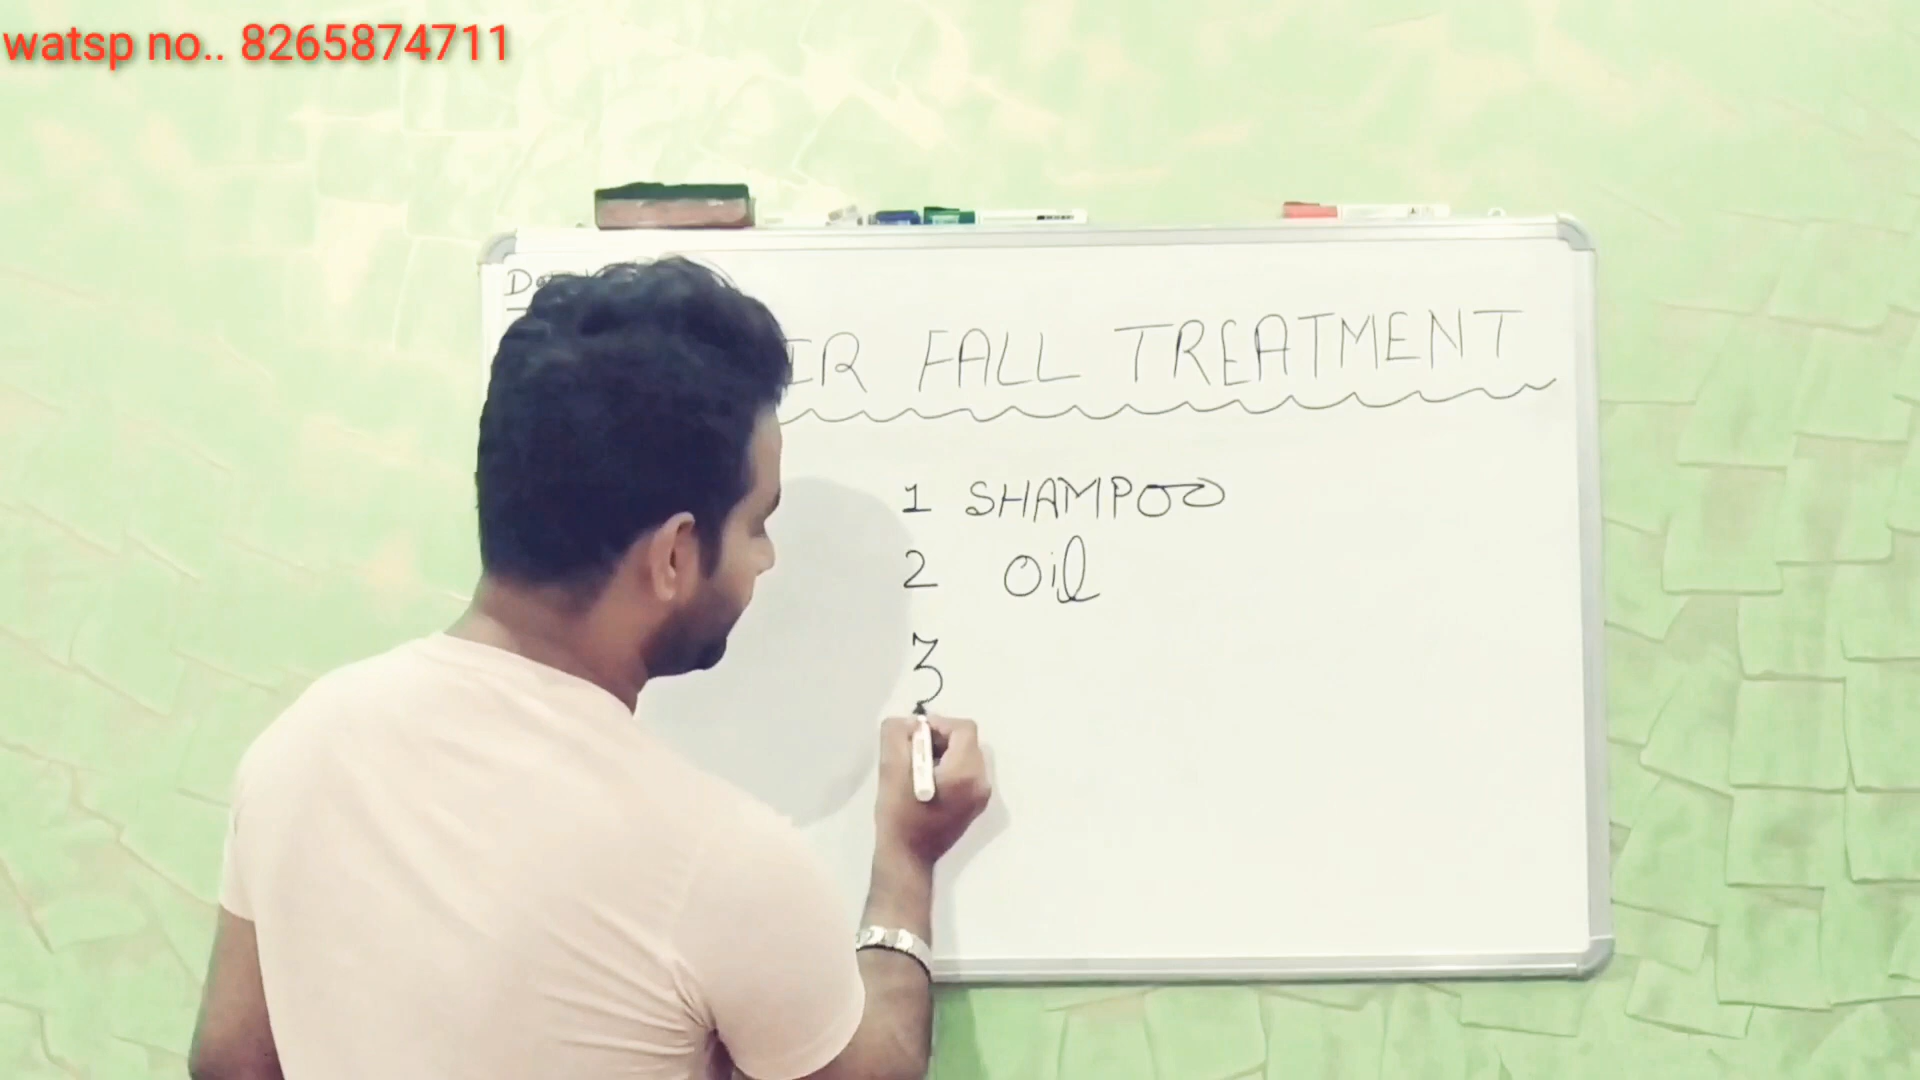 watsp no.. 8265874711
IR FALL TREATMENT
1 SHAMPOO
2 oil
3